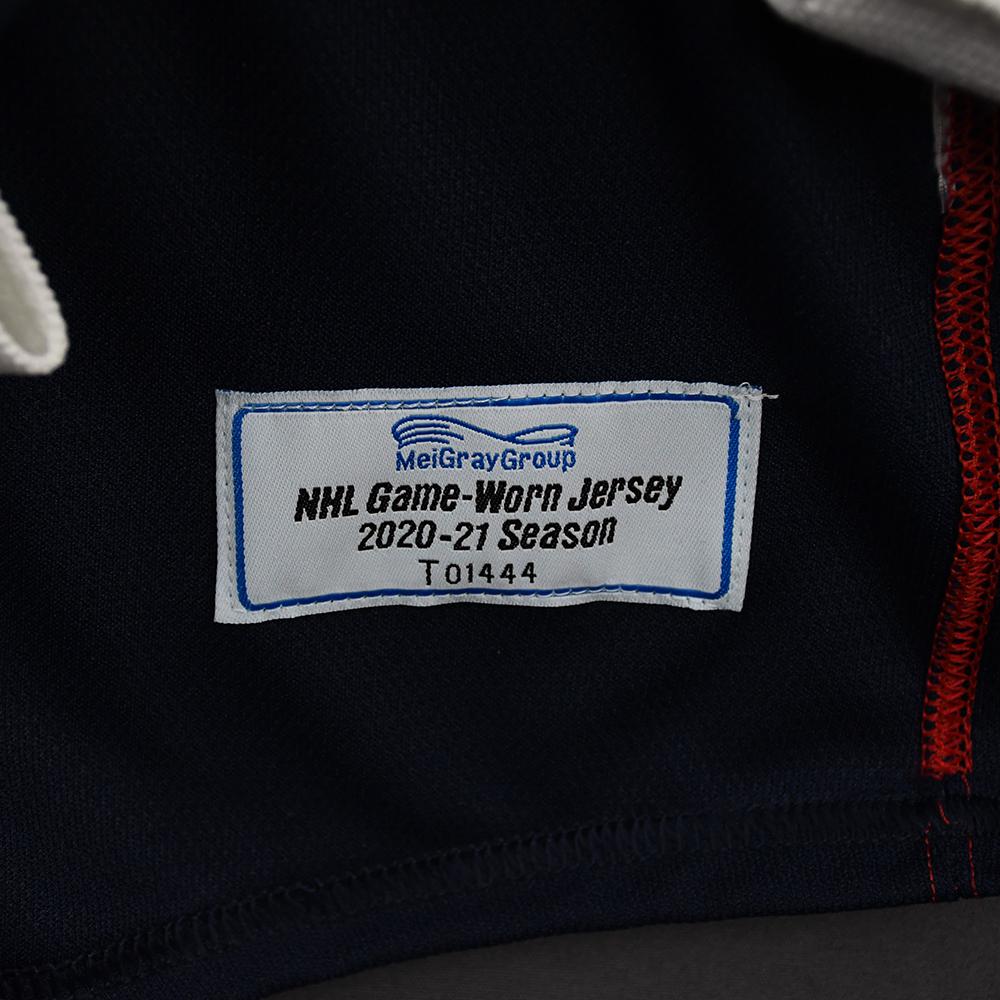 MeiGrayGroup
NHL Game-Worn Jersey
2020-21 Season
T01444